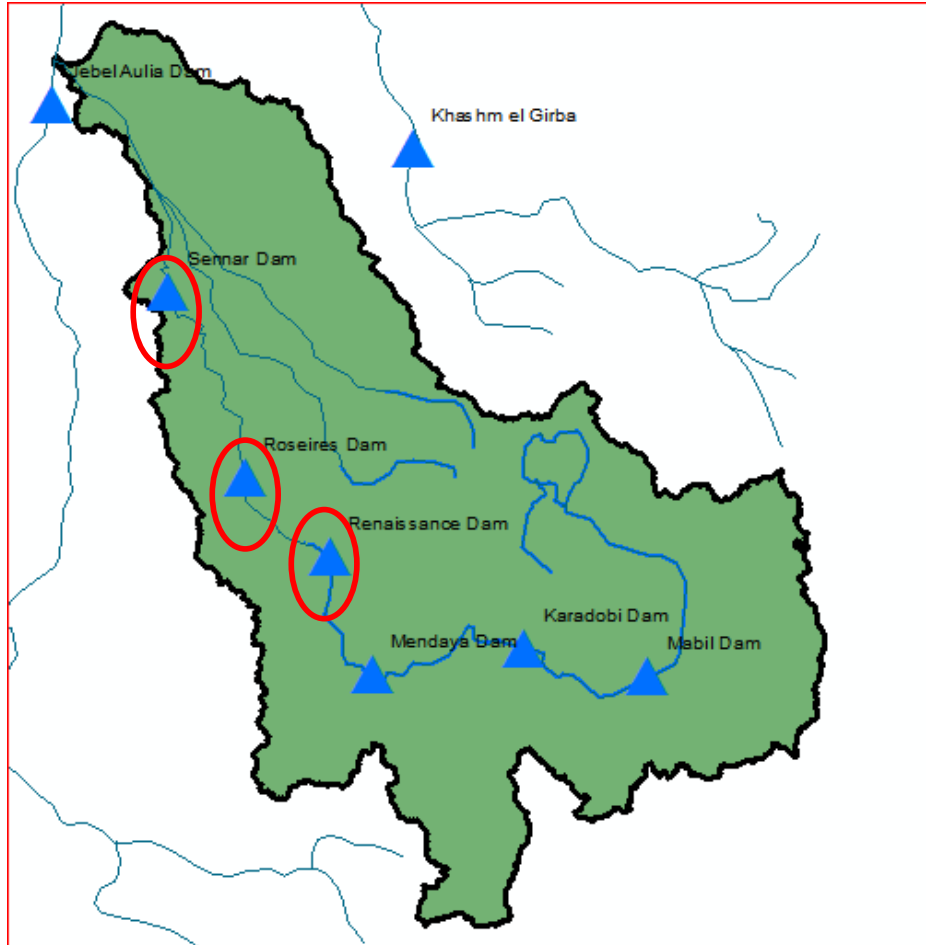 Jebel Aulia Dam
Khashm el Girba
Sennar Dam
Roseires Dam
Renaissance Dam
Karadobi Dam
Mendaya Dam
Mabil Dam